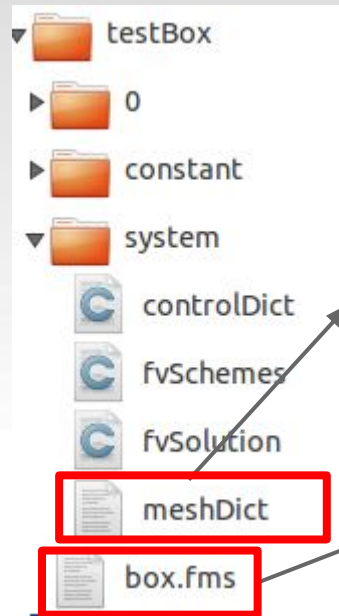 testBox
0
constant
system
controlDict
fvSchemes
fvSolution
meshDict
box.fms